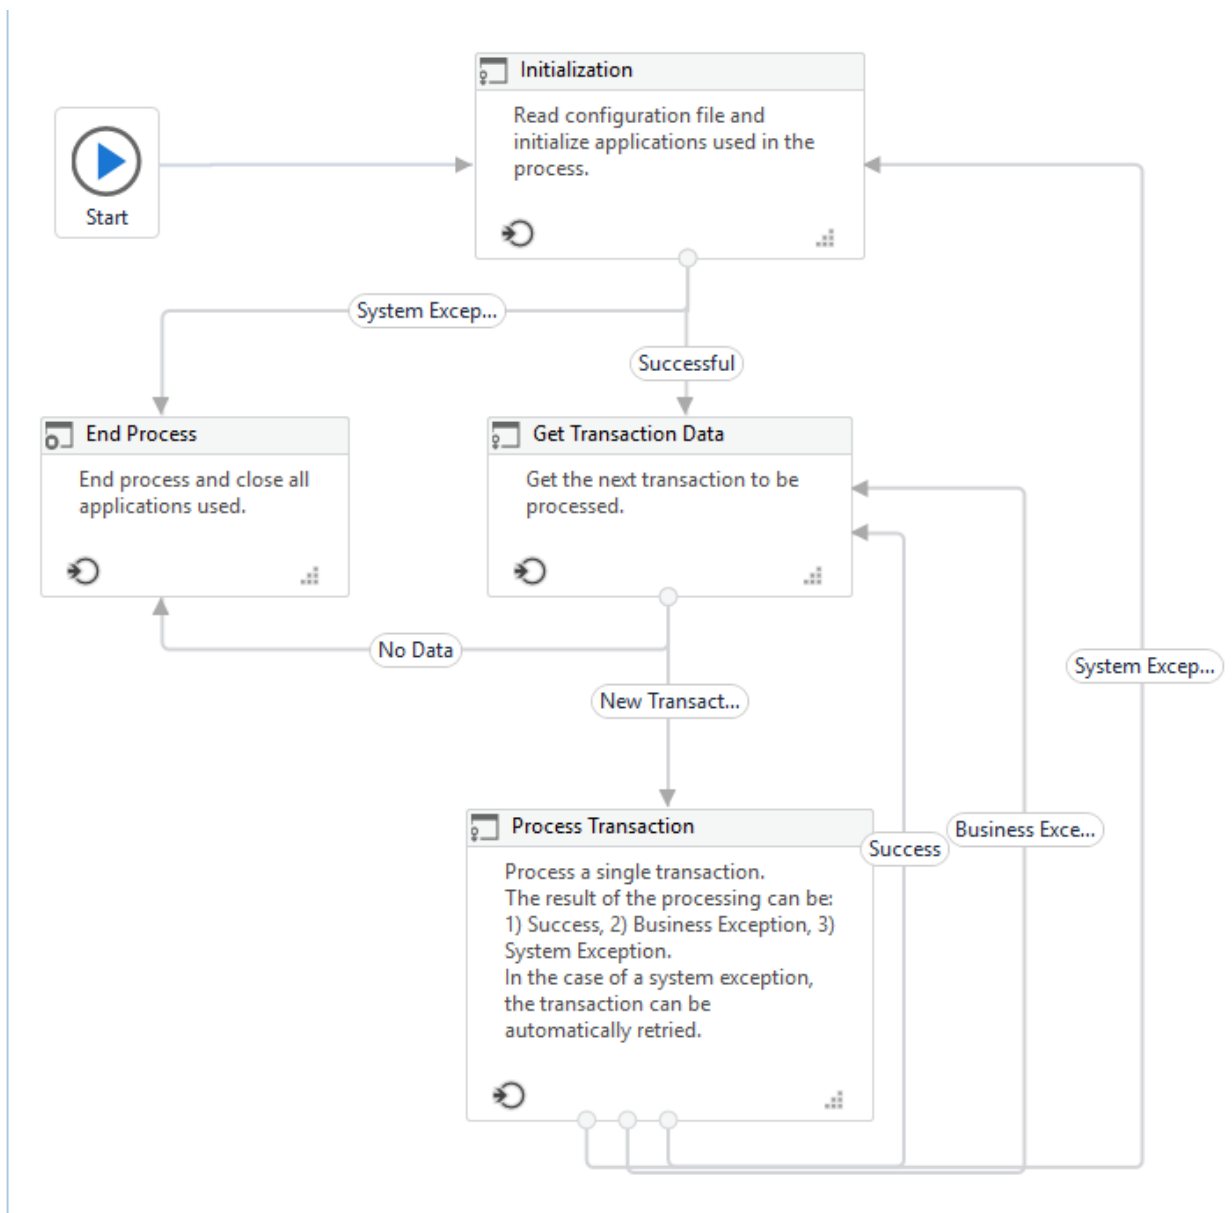 Initialization
Read configuration file and
initialize applications used in the
process.
Start
System Excep...
Successful
End Process
End process and close all
applications used.
Get Transaction Data
Get the next transaction to be
processed.
No Data
System Excep...
New Transact...
Process Transaction
Business Exce...
Success
Process a single transaction.
The result of the processing can be:
1) Success, 2) Business Exception, 3)
System Exception.
In the case of a system exception,
the transaction can be
automatically retried.